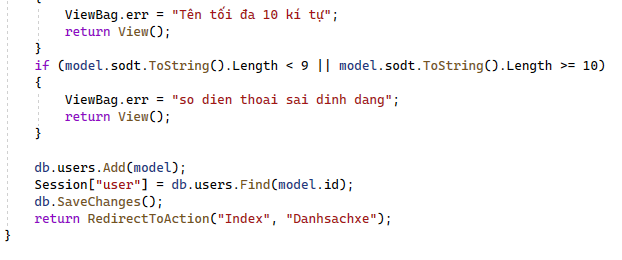 {
ViewBag.err = "Tên tối đa 10 kí tự";
return View();
}
if (model.sodt.ToString().Length < 9 || model.sodt.ToString().Length >= 10)
{
ViewBag.err = "so dien thoai sai dinh dang";
return View();
}
db.users.Add(model);
Session["user"] = db.users.Find(model.id);
db.SaveChanges();
return RedirectToAction("Index", "Danhsachxe");
}